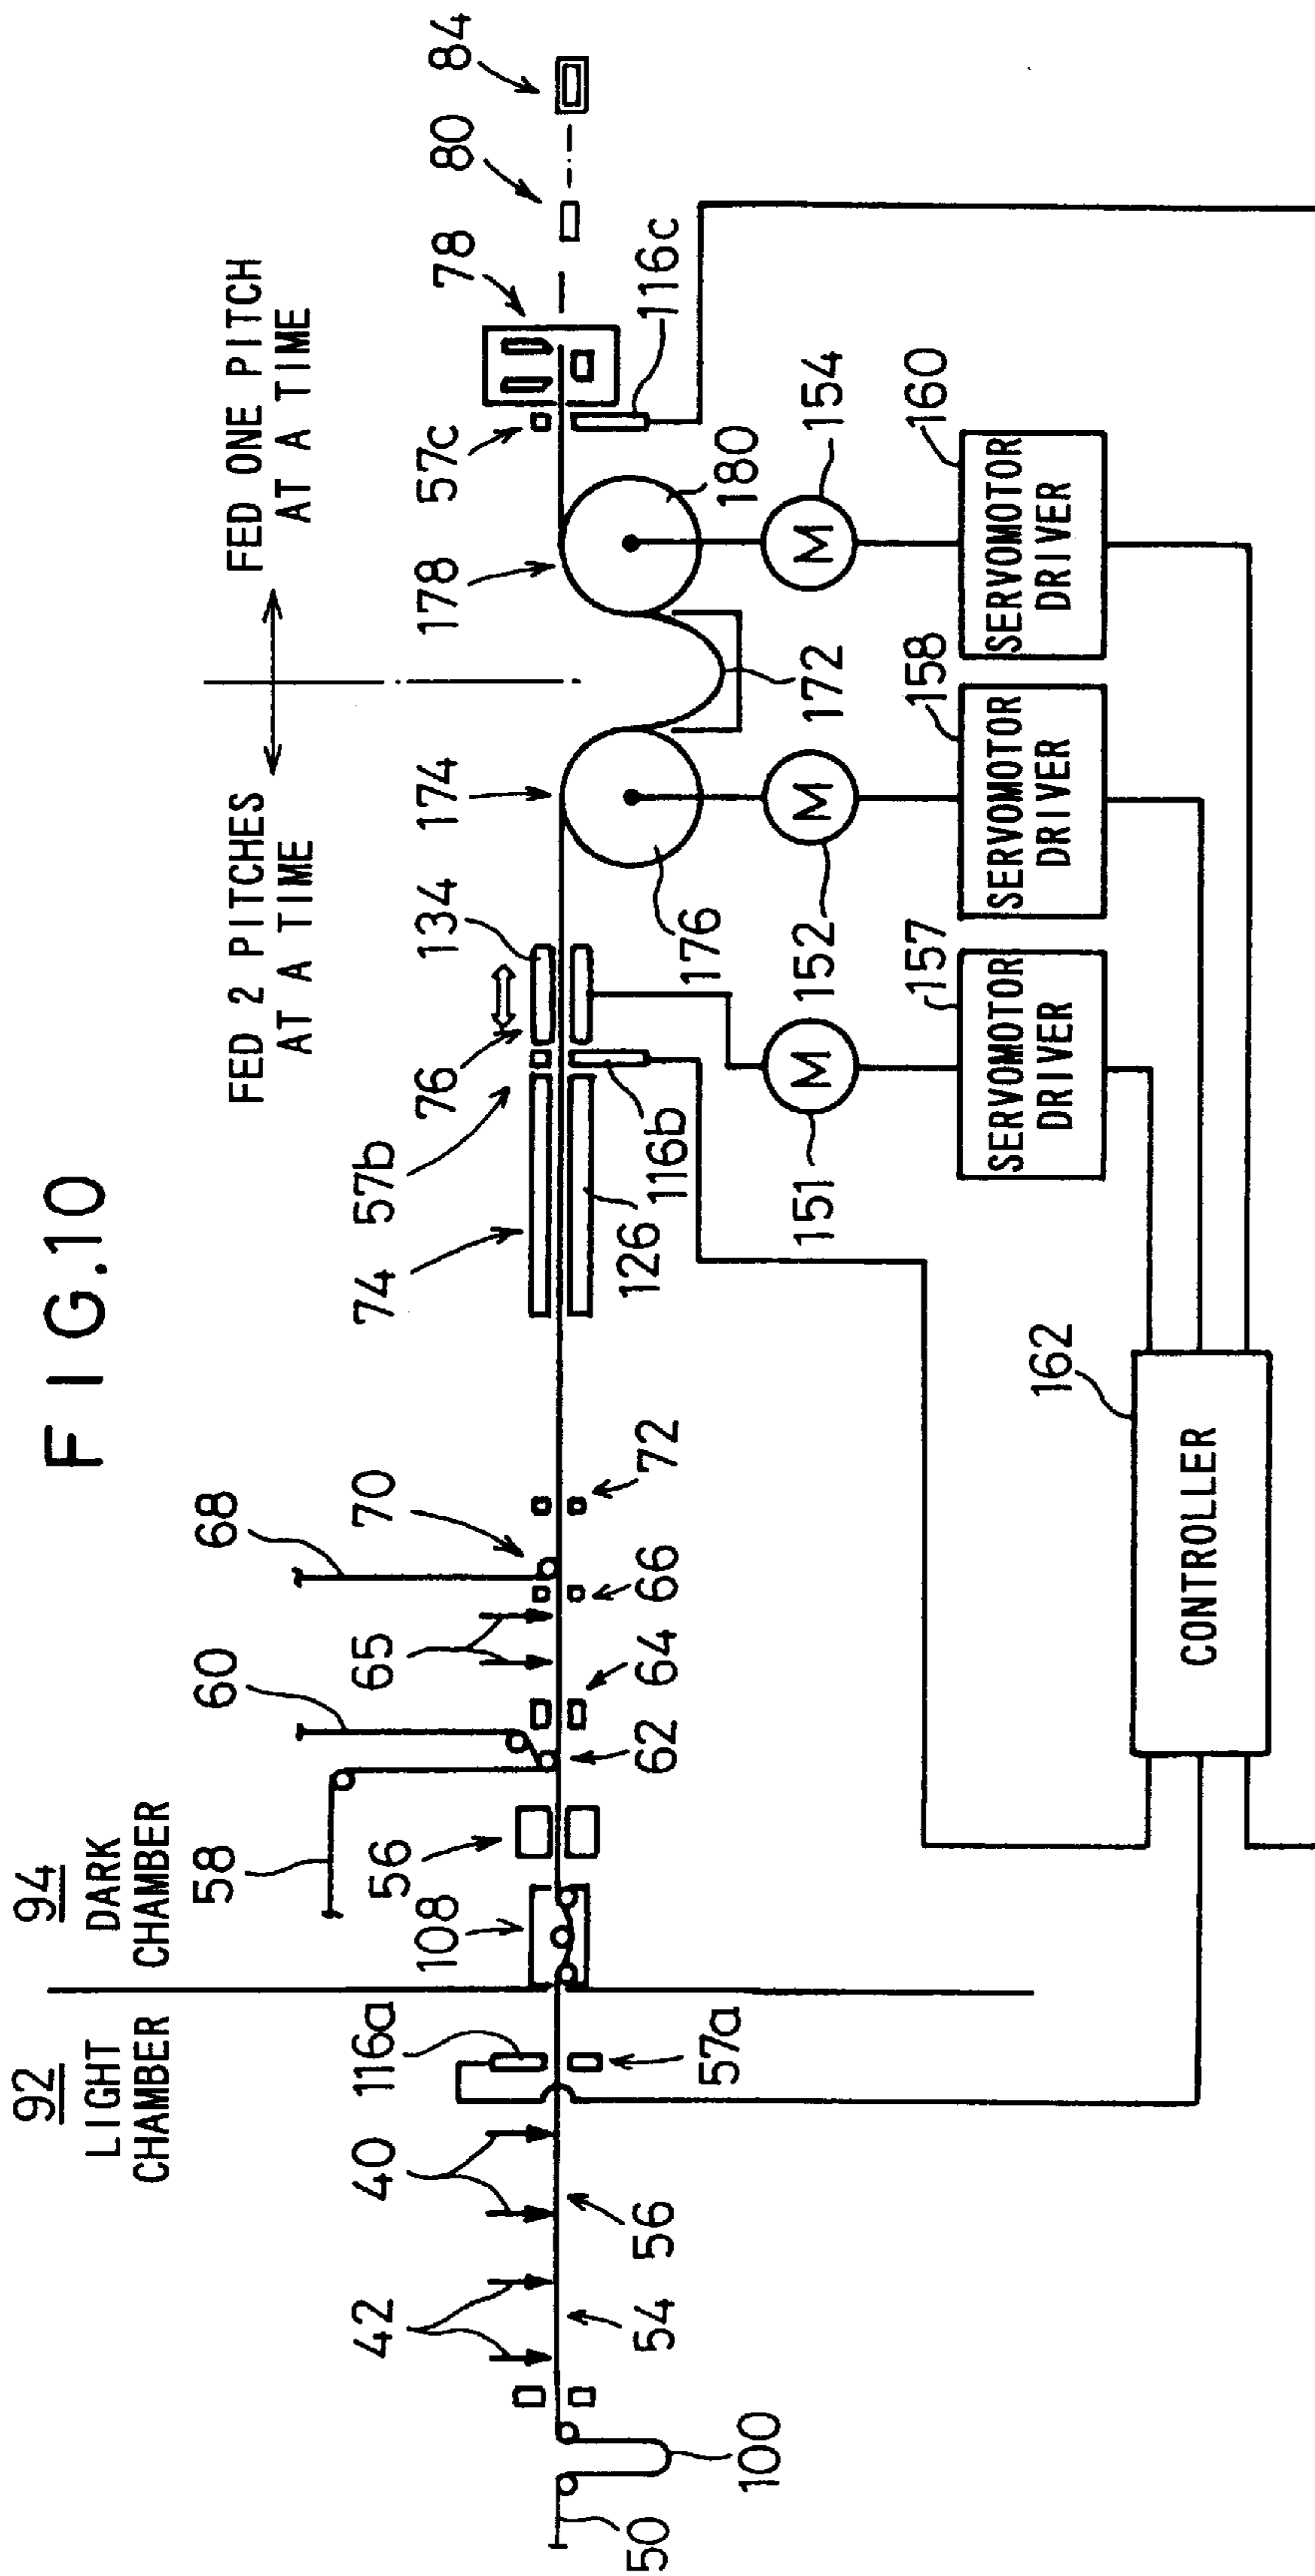 FIG.10
92
LIGHT
CHAMBER
94
DARK
CHAMBER
FED 2 PITCHES
AT A TIME
FED ONE PITCH
AT A TIME
58
60
68
42
40
116a
108
56
65
70
74
57b
76
134
174
178
57c
78
80
84
50
100
54
56
57a
62
64
66
72
126
116b
176
172
180
116c
151
M
152
M
154
M
157
SERVOMOTOR
DRIVER
158
SERVOMOTOR
DRIVER
160
SERVOMOTOR
DRIVER
162
CONTROLLER